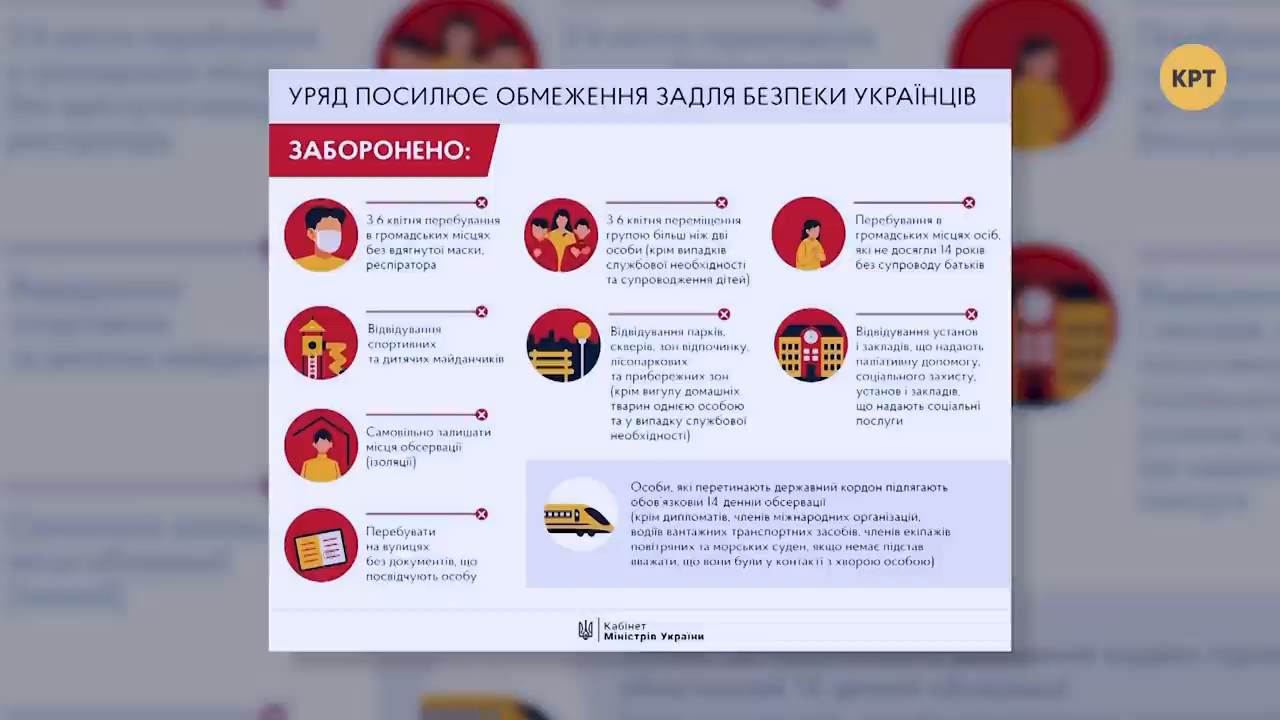 КРТ
УРЯД ПОСИЛЮЄ ОБМЕЖЕННЯ ЗАДЛЯ БЕЗПЕКИ УКРАЇНЦІВ
ЗАБОРОНЕНО:
З 6 квітня перебування
в громадських місцях
без вдягнутої маски,
респіратора
З 6 квітня переміщення
групою більш ніж дві
особи (крім випадків
службової необхідності
та супроводження дітей)
Перебування в
громадських місцях осіб,
які не досягли 14 років
без супроводу батьків
Відвідування
спортивних
та дитячих майданчиків
Відвідування парків,
скверів, зон відпочинку,
лісопаркових
та прибережних зон
(крім вигулу домашніх
тварин однією особою
та у випадку службової
необхідності)
Відвідування установ
і закладів, що надають
паліативну допомогу,
соціального захисту,
установ і закладів,
що надають соціальні
послуги
Самовільно залишати
місця обсервації
(ізоляції)
Перебувати
на вулицях
без документів, що
посвідчують особу
Особи, які перетинають державний кордон підлягають
обов'язковій 14 денній обсервації
(крім дипломатів, членів міжнародних організацій,
водіїв вантажних транспортних засобів, членів екіпажів
повітряних та морських суден, якщо немає підстав
вважати, що вони були у контакті з хворою особою)
Кабінет
Міністрів України